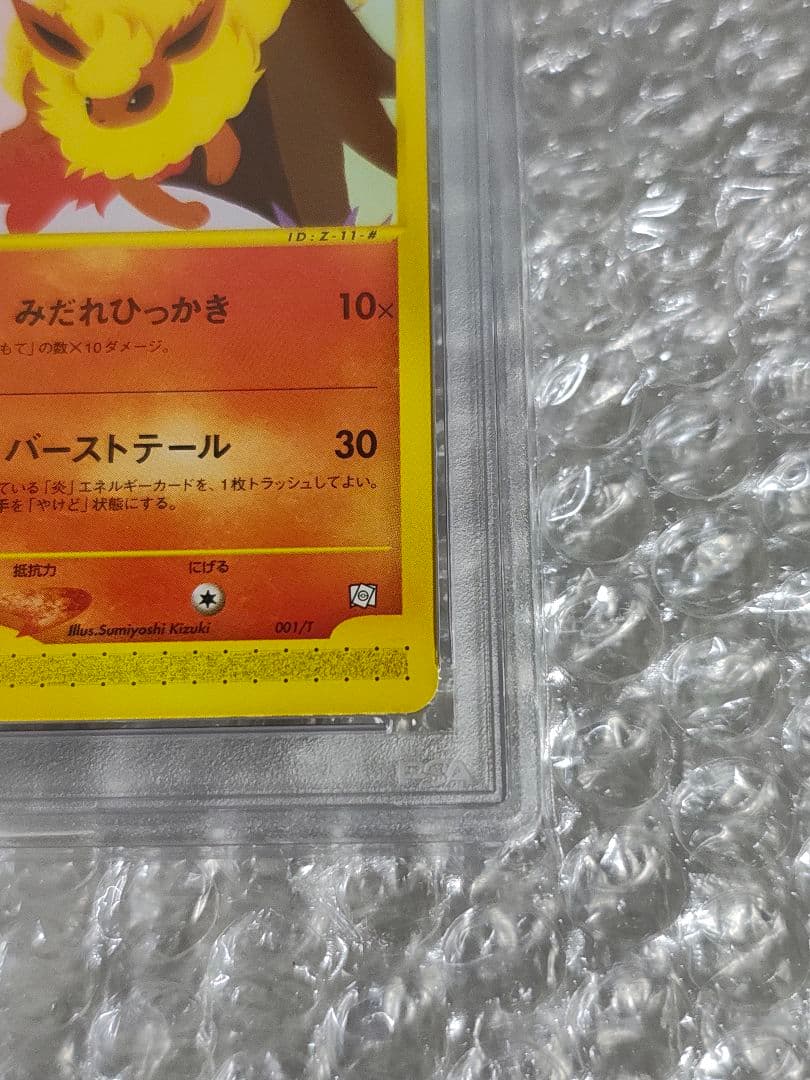 ID:Z-11-#
みだれひっかき 10×
もて」の数×10ダメージ。
バーストテール 30
ている「炎」エネルギーカードを、1枚トラッシュしてよい。
手を「やけど」状態にする。
抵抗力 にげる
Illus.Sumiyoshi Kizuki 001/T
PSA